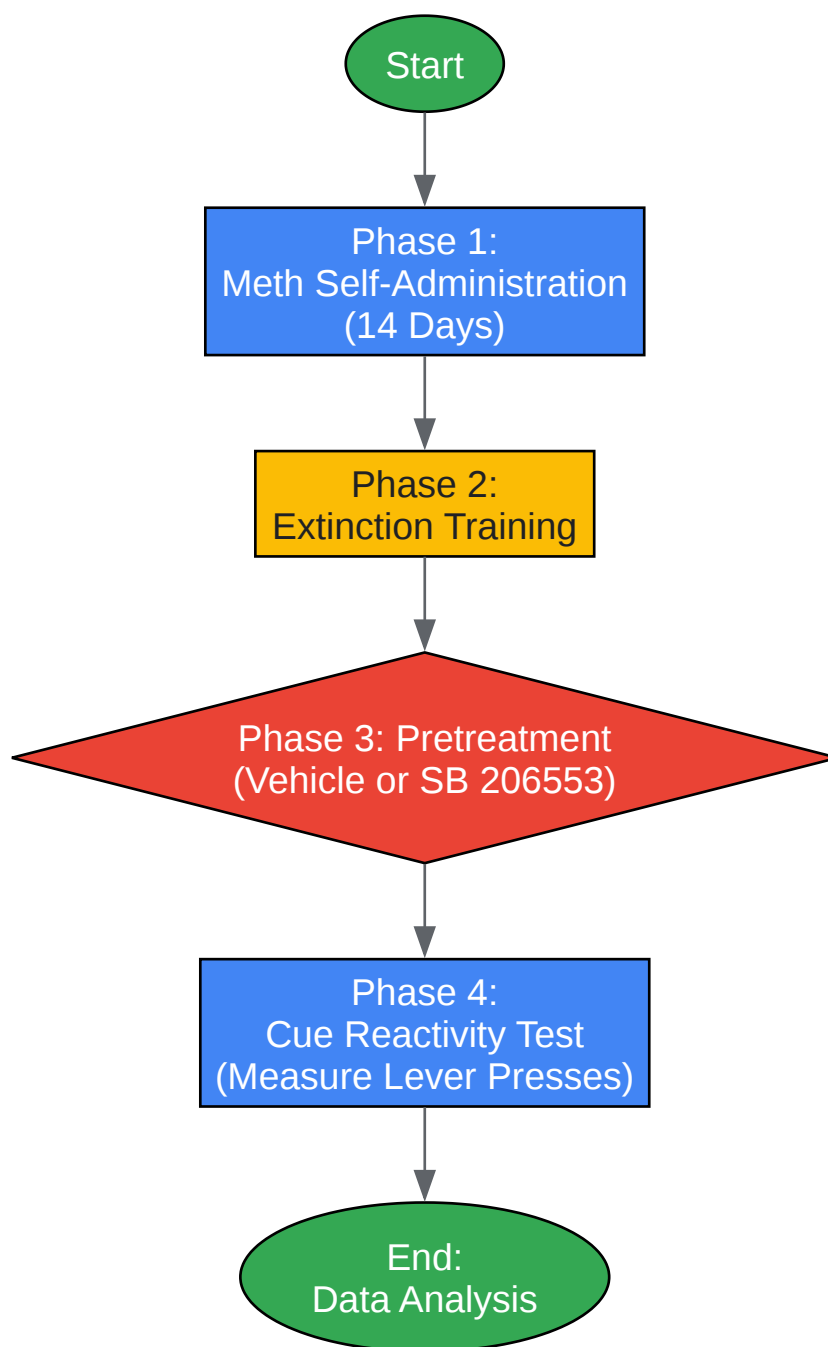 Start
Phase 1:
Meth Self-Administration
(14 Days)
Phase 2:
Extinction Training
Phase 3: Pretreatment
(Vehicle or SB 206553)
Phase 4:
Cue Reactivity Test
(Measure Lever Presses)
End:
Data Analysis